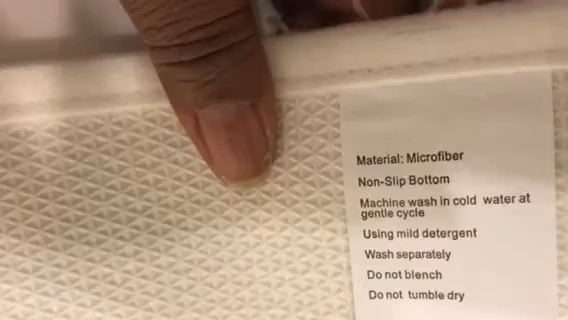 Material: Microfiber
Non-Slip Bottom
Machine wash in cold water at
gentle cycle
Using mild detergent
Wash separately
Do not blench
Do not tumble dry